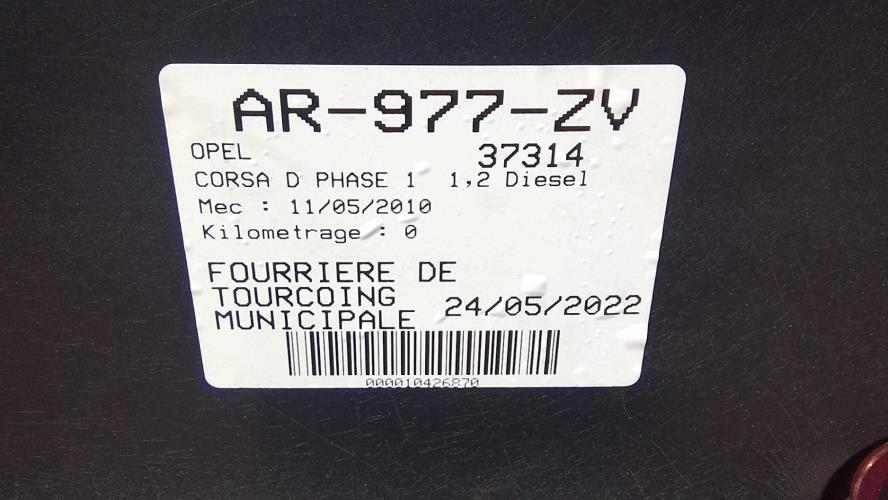 AR-977-ZV
OPEL 37314
CORSA D PHASE 1 1,2 Diesel
Mec : 11/05/2010
Kilometrage : 0
FOURRIERE DE
TOURCOING
MUNICIPALE 24/05/2022
000010426870